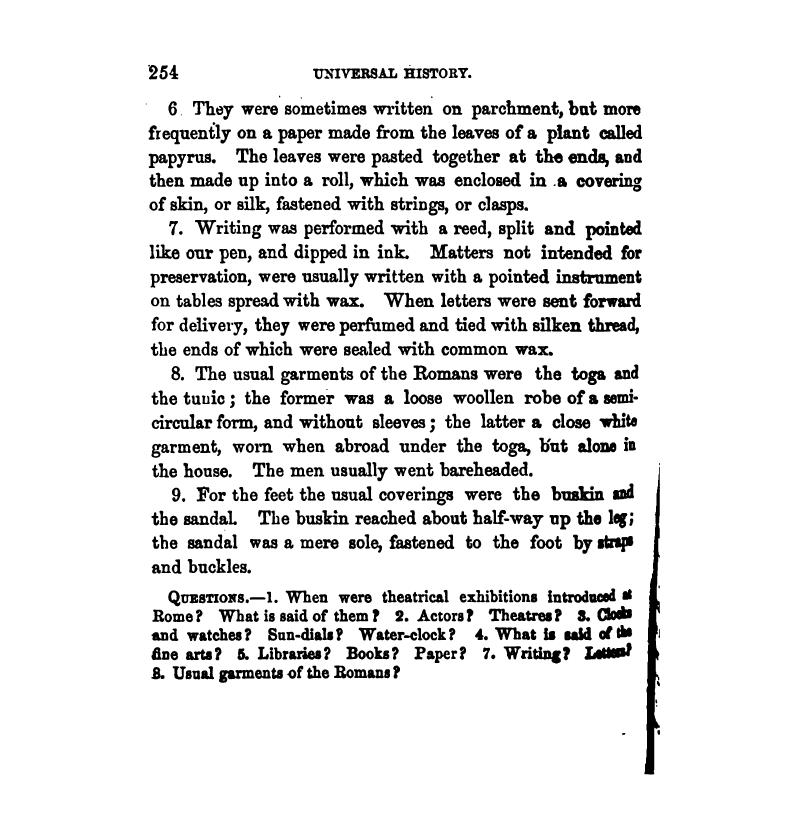 254 UNIVERSAL HISTORY.
6 They were sometimes written on parchment, but more
frequently on a paper made from the leaves of a plant called
papyrus. The leaves were pasted together at the ends, and
then made up into a roll, which was enclosed in a covering
of skin, or silk, fastened with strings, or clasps.
7. Writing was performed with a reed, split and pointed
like our pen, and dipped in ink. Matters not intended for
preservation, were usually written with a pointed instrument
on tables spread with wax. When letters were sent forward
for delivery, they were perfumed and tied with silken thread,
the ends of which were sealed with common wax.
8. The usual garments of the Romans were the toga and
the tunic; the former was a loose woollen robe of a semi-
circular form, and without sleeves; the latter a close white
garment, worn when abroad under the toga, but alone in
the house. The men usually went bareheaded.
9. For the feet the usual coverings were the buskin and
the sandal. The buskin reached about half-way up the leg;
the sandal was a mere sole, fastened to the foot by straps
and buckles.
QUESTIONS.—1. When were theatrical exhibitions introduced at
Rome? What is said of them? 2. Actors? Theatres? 3. Clocks
and watches? Sun-dials? Water-clock? 4. What is said of the
fine arts? 5. Libraries? Books? Paper? 7. Writing? Letters?
8. Usual garments of the Romans?